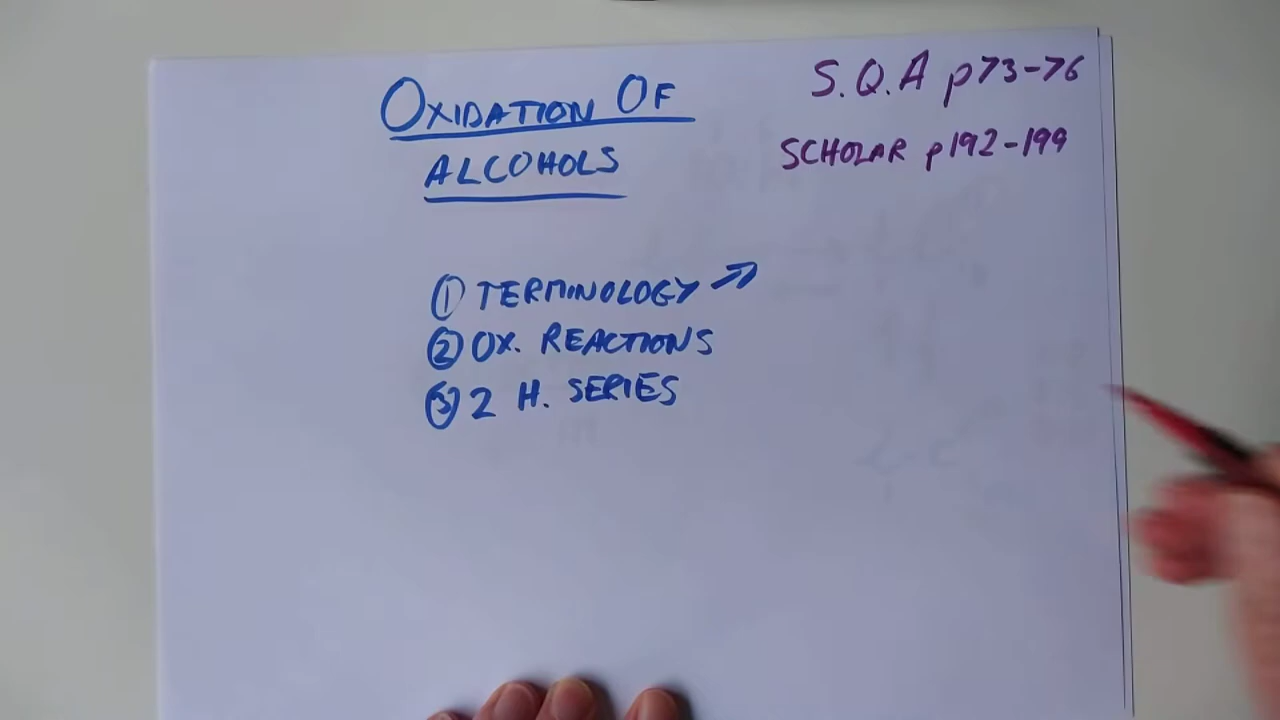 OXIDATION OF
ALCOHOLS
S.Q.A p73-76
SCHOLAR p192-199
① TERMINOLOGY ↗
② OX. REACTIONS
③ 2 H. SERIES